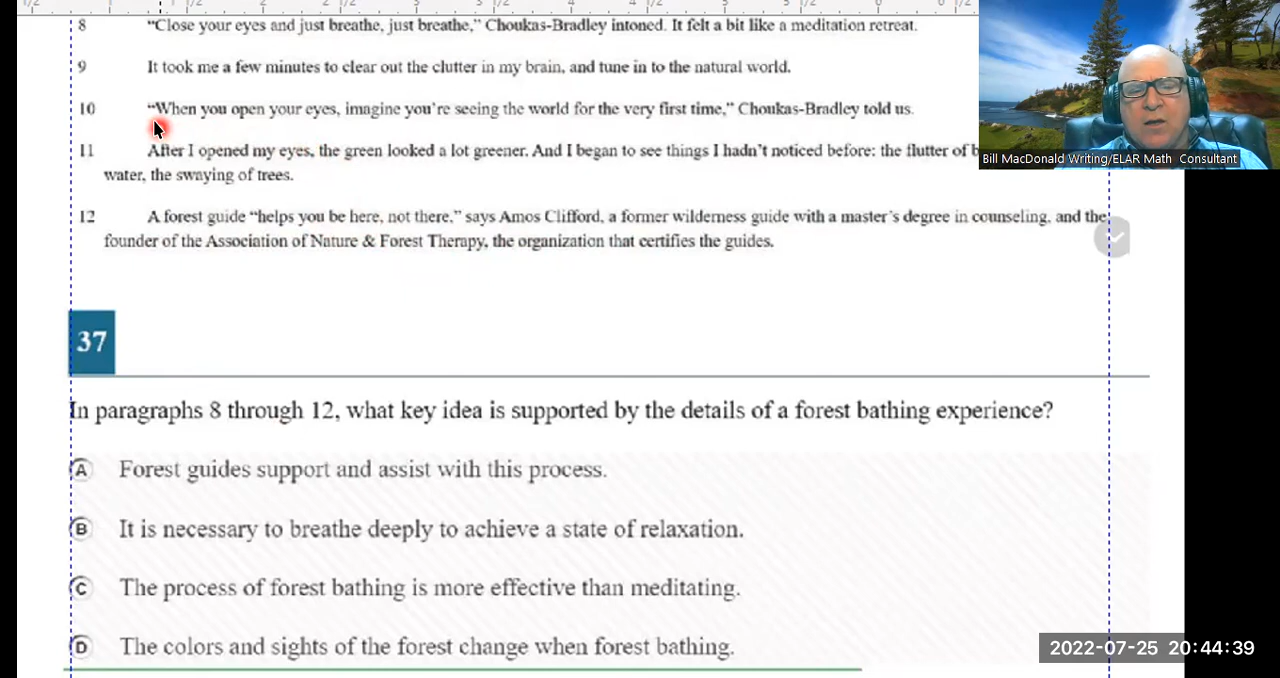 8 “Close your eyes and just breathe, just breathe,” Choukas-Bradley intoned. It felt a bit like a meditation retreat.
9 It took me a few minutes to clear out the clutter in my brain, and tune in to the natural world.
10 “When you open your eyes, imagine you’re seeing the world for the very first time,” Choukas-Bradley told us.
11 After I opened my eyes, the green looked a lot greener. And I began to see things I hadn’t noticed before: the flutter of
water, the swaying of trees.
Bill MacDonald Writing/ELAR Math Consultant
12 A forest guide “helps you be here, not there,” says Amos Clifford, a former wilderness guide with a master’s degree in counseling, and the
founder of the Association of Nature & Forest Therapy, the organization that certifies the guides.
37
In paragraphs 8 through 12, what key idea is supported by the details of a forest bathing experience?
A Forest guides support and assist with this process.
B It is necessary to breathe deeply to achieve a state of relaxation.
C The process of forest bathing is more effective than meditating.
D The colors and sights of the forest change when forest bathing.
2022-07-25 20:44:39